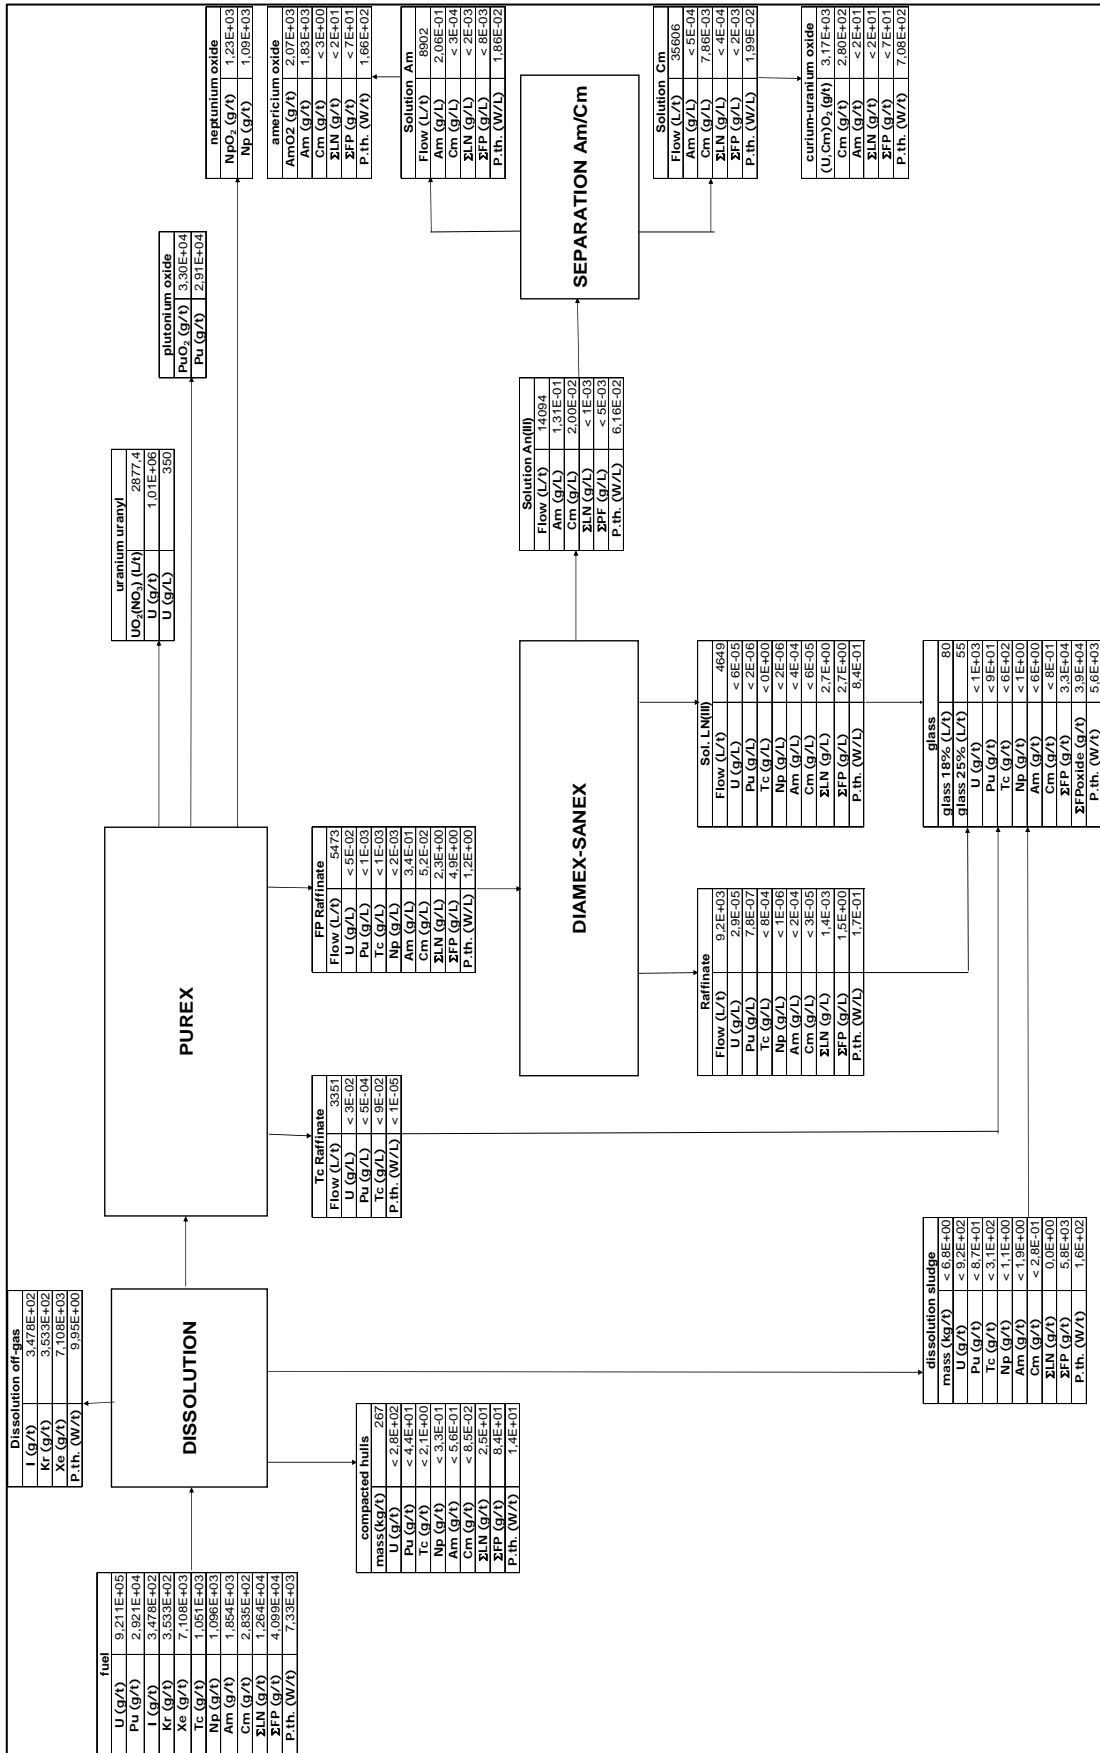 fuel
U (g/t) 9,211E+05
Pu (g/t) 2,921E+04
I (g/t) 3,478E+02
Kr (g/t) 3,533E+02
Xe (g/t) 7,108E+03
Tc (g/t) 1,051E+03
Np (g/t) 1,096E+03
Am (g/t) 1,854E+03
Cm (g/t) 2,835E+02
ΣLN (g/t) 1,264E+04
ΣFP (g/t) 4,099E+04
P.th. (W/t) 7,33E+03
Dissolution off-gas
I (g/t) 3,478E+02
Kr (g/t) 3,533E+02
Xe (g/t) 7,108E+03
P.th. (W/t) 9,95E+00
DISSOLUTION
compacted hulls
mass(kg/t) 267
U (g/t) < 2,8E+02
Pu (g/t) < 4,4E+01
Tc (g/t) < 2,1E+00
Np (g/t) < 3,3E-01
Am (g/t) < 5,6E-01
Cm (g/t) < 8,5E-02
ΣLN (g/t) 2,5E+01
ΣFP (g/t) 8,4E+01
P.th. (W/t) 1,4E+01
dissolution sludge
mass (kg/t) < 6,8E+00
U (g/t) < 9,2E+02
Pu (g/t) < 8,7E+01
Tc (g/t) < 3,1E+02
Np (g/t) < 1,1E+00
Am (g/t) < 1,9E+00
Cm (g/t) < 2,8E-01
ΣLN (g/t) 0,0E+00
ΣFP (g/t) 5,8E+03
P.th. (W/t) 1,6E+02
PUREX
Tc Raffinate
Flow (L/t) 3351
U (g/L) < 3E-02
Pu (g/L) < 5E-04
Tc (g/L) < 9E-02
P.th. (W/L) < 1E-05
FP Raffinate
Flow (L/t) 5473
U (g/L) < 5E-02
Pu (g/L) < 1E-03
Tc (g/L) < 1E-03
Np (g/L) < 2E-03
Am (g/L) 3,4E-01
Cm (g/L) 5,2E-02
ΣLN (g/L) 2,3E+00
ΣFP (g/L) 4,9E+00
P.th. (W/L) 1,2E+00
uranium uranyl
UO₂(NO₃) (L/t) 2877,4
U (g/t) 1,01E+06
U (g/L) 350
plutonium oxide
PuO₂ (g/t) 3,30E+04
Pu (g/t) 2,91E+04
neptunium oxide
NpO₂ (g/t) 1,23E+03
Np (g/t) 1,09E+03
DIAMEX-SANEX
Raffinate
Flow (L/t) 9,2E+03
U (g/L) 2,9E-05
Pu (g/L) 7,8E-07
Tc (g/L) < 8E-04
Np (g/L) < 1E-06
Am (g/L) < 2E-04
Cm (g/L) < 3E-05
ΣLN (g/L) 1,4E-03
ΣFP (g/L) 1,5E+00
P.th. (W/L) 1,7E-01
Sol. LN(III)
Flow (L/t) 4649
U (g/L) < 6E-05
Pu (g/L) < 2E-06
Tc (g/L) < 0E+00
Np (g/L) < 2E-06
Am (g/L) < 4E-04
Cm (g/L) < 6E-05
ΣLN (g/L) 2,7E+00
ΣFP (g/L) 2,7E+00
P.th. (W/L) 8,4E-01
glass
glass 18% (L/t) 80
glass 25% (L/t) 55
U (g/t) < 1E+03
Pu (g/t) < 9E+01
Tc (g/t) < 6E+02
Np (g/t) < 1E+00
Am (g/t) < 6E+00
Cm (g/t) < 8E-01
ΣFP (g/t) 3,3E+04
ΣFPoxide (g/t) 3,9E+04
P.th. (W/t) 5,6E+03
Solution An(III)
Flow (L/t) 14094
Am (g/L) 1,31E-01
Cm (g/L) 2,00E-02
ΣLN (g/L) < 1E-03
ΣPF (g/L) < 5E-03
P.th. (W/L) 6,16E-02
SEPARATION Am/Cm
americium oxide
AmO2 (g/t) 2,07E+03
Am (g/t) 1,83E+03
Cm (g/t) < 3E+00
ΣLN (g/t) < 2E+01
ΣFP (g/t) < 7E+01
P.th. (W/t) 1,66E+02
Solution Am
Flow (L/t) 8902
Am (g/L) 2,06E-01
Cm (g/L) < 3E-04
ΣLN (g/L) < 2E-03
ΣFP (g/L) < 8E-03
P.th. (W/L) 1,86E-02
Solution Cm
Flow (L/t) 35606
Am (g/L) < 5E-04
Cm (g/L) 7,86E-03
ΣLN (g/L) < 4E-04
ΣFP (g/L) < 2E-03
P.th. (W/L) 1,99E-02
curium-uranium oxide
(U,Cm)O₂ (g/t) 3,17E+03
Cm (g/t) 2,80E+02
Am (g/t) < 2E+01
ΣLN (g/t) < 2E+01
ΣFP (g/t) < 7E+01
P.th. (W/t) 7,08E+02